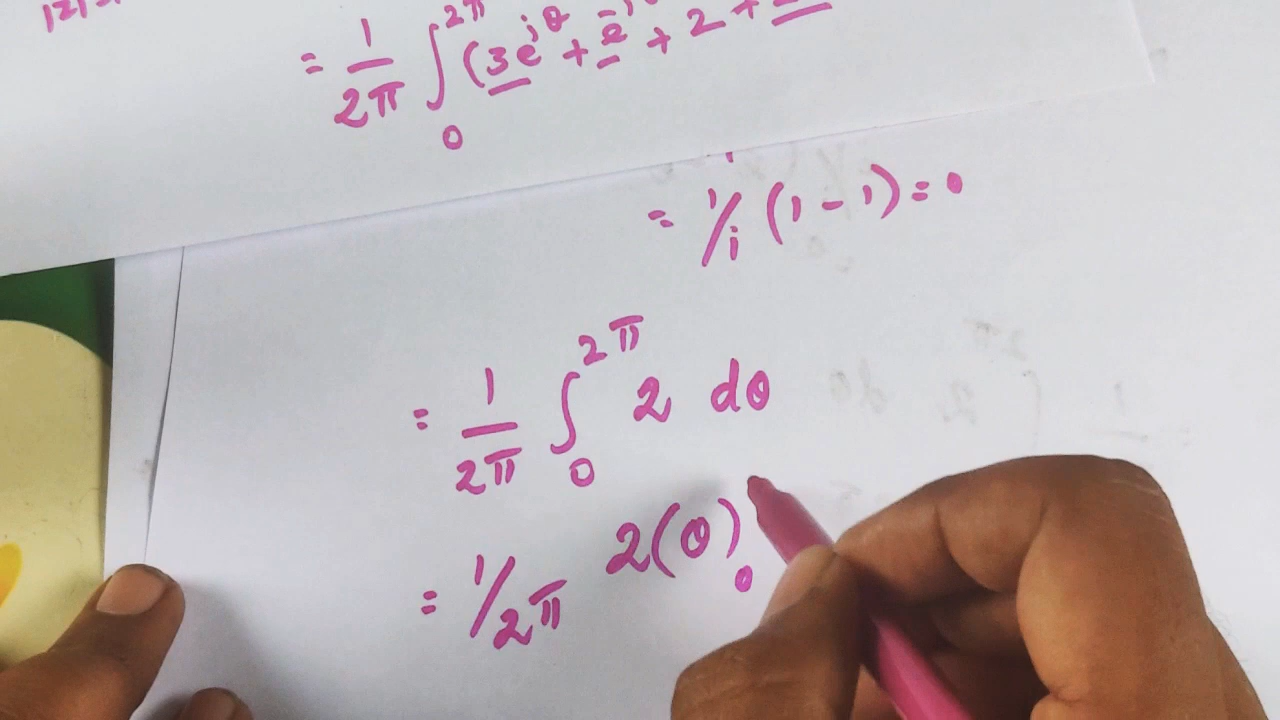 = 1/2π ∫₀^2π (3e^iθ + e^-i + 2 +
= 1/i (1 - 1) = 0
= 1/2π ∫₀^2π 2 dθ
= 1/2π 2(θ)₀